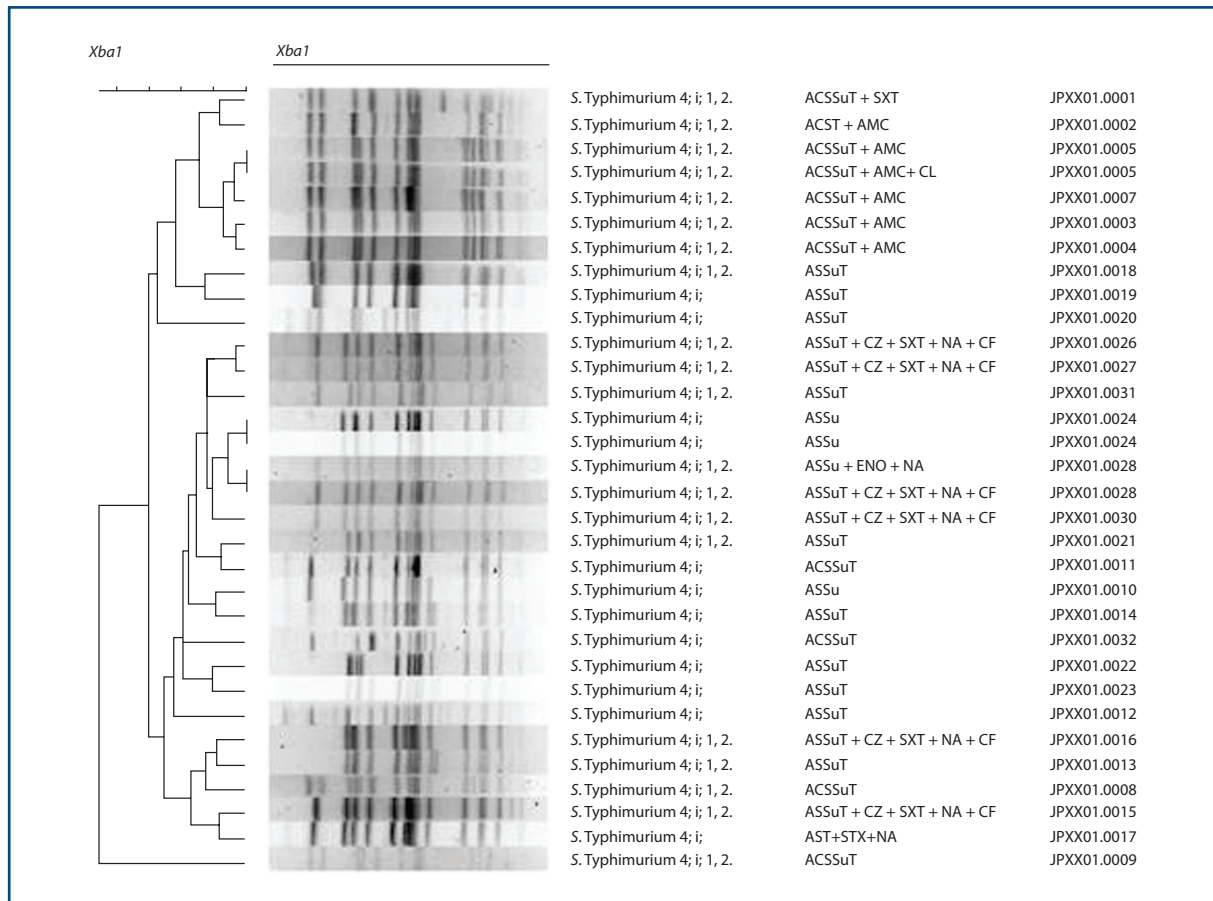 Xba1 Xba1
S. Typhimurium 4; i; 1, 2. ACSSuT + SXT JPXX01.0001
S. Typhimurium 4; i; 1, 2. ACST + AMC JPXX01.0002
S. Typhimurium 4; i; 1, 2. ACSSuT + AMC JPXX01.0005
S. Typhimurium 4; i; 1, 2. ACSSuT + AMC+ CL JPXX01.0005
S. Typhimurium 4; i; 1, 2. ACSSuT + AMC JPXX01.0007
S. Typhimurium 4; i; 1, 2. ACSSuT + AMC JPXX01.0003
S. Typhimurium 4; i; 1, 2. ACSSuT + AMC JPXX01.0004
S. Typhimurium 4; i; 1, 2. ASSuT JPXX01.0018
S. Typhimurium 4; i; ASSuT JPXX01.0019
S. Typhimurium 4; i; ASSuT JPXX01.0020
S. Typhimurium 4; i; 1, 2. ASSuT + CZ + SXT + NA + CF JPXX01.0026
S. Typhimurium 4; i; 1, 2. ASSuT + CZ + SXT + NA + CF JPXX01.0027
S. Typhimurium 4; i; 1, 2. ASSuT JPXX01.0031
S. Typhimurium 4; i; ASSu JPXX01.0024
S. Typhimurium 4; i; ASSu JPXX01.0024
S. Typhimurium 4; i; 1, 2. ASSu + ENO + NA JPXX01.0028
S. Typhimurium 4; i; 1, 2. ASSuT + CZ + SXT + NA + CF JPXX01.0028
S. Typhimurium 4; i; 1, 2. ASSuT + CZ + SXT + NA + CF JPXX01.0030
S. Typhimurium 4; i; 1, 2. ASSuT JPXX01.0021
S. Typhimurium 4; i; ACSSuT JPXX01.0011
S. Typhimurium 4; i; ASSu JPXX01.0010
S. Typhimurium 4; i; ASSuT JPXX01.0014
S. Typhimurium 4; i; ACSSuT JPXX01.0032
S. Typhimurium 4; i; ASSuT JPXX01.0022
S. Typhimurium 4; i; ASSuT JPXX01.0023
S. Typhimurium 4; i; ASSuT JPXX01.0012
S. Typhimurium 4; i; 1, 2. ASSuT + CZ + SXT + NA + CF JPXX01.0016
S. Typhimurium 4; i; 1, 2. ASSuT JPXX01.0013
S. Typhimurium 4; i; 1, 2. ACSSuT JPXX01.0008
S. Typhimurium 4; i; 1, 2. ASSuT + CZ + SXT + NA + CF JPXX01.0015
S. Typhimurium 4; i; AST+STX+NA JPXX01.0017
S. Typhimurium 4; i; 1, 2. ACSSuT JPXX01.0009